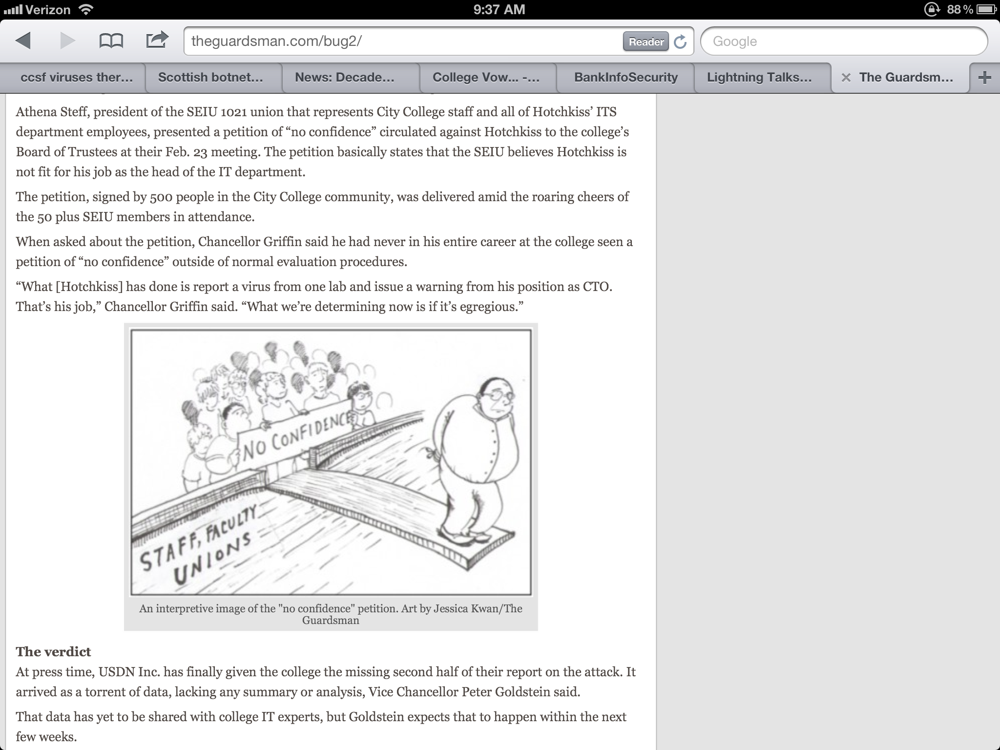 Verizon 9:37 AM 88%
theguardsman.com/bug2/ Reader Google
ccsf viruses ther... Scottish botnet... News: Decade... College Vow... -... BankInfoSecurity Lightning Talks... The Guardsm...
Athena Steff, president of the SEIU 1021 union that represents City College staff and all of Hotchkiss’ ITS
department employees, presented a petition of “no confidence” circulated against Hotchkiss to the college’s
Board of Trustees at their Feb. 23 meeting. The petition basically states that the SEIU believes Hotchkiss is
not fit for his job as the head of the IT department.
The petition, signed by 500 people in the City College community, was delivered amid the roaring cheers of
the 50 plus SEIU members in attendance.
When asked about the petition, Chancellor Griffin said he had never in his entire career at the college seen a
petition of “no confidence” outside of normal evaluation procedures.
“What [Hotchkiss] has done is report a virus from one lab and issue a warning from his position as CTO.
That’s his job,” Chancellor Griffin said. “What we’re determining now is if it’s egregious.”
NO CONFIDENCE
STAFF, FACULTY
UNIONS
An interpretive image of the "no confidence" petition. Art by Jessica Kwan/The
Guardsman
The verdict
At press time, USDN Inc. has finally given the college the missing second half of their report on the attack. It
arrived as a torrent of data, lacking any summary or analysis, Vice Chancellor Peter Goldstein said.
That data has yet to be shared with college IT experts, but Goldstein expects that to happen within the next
few weeks.